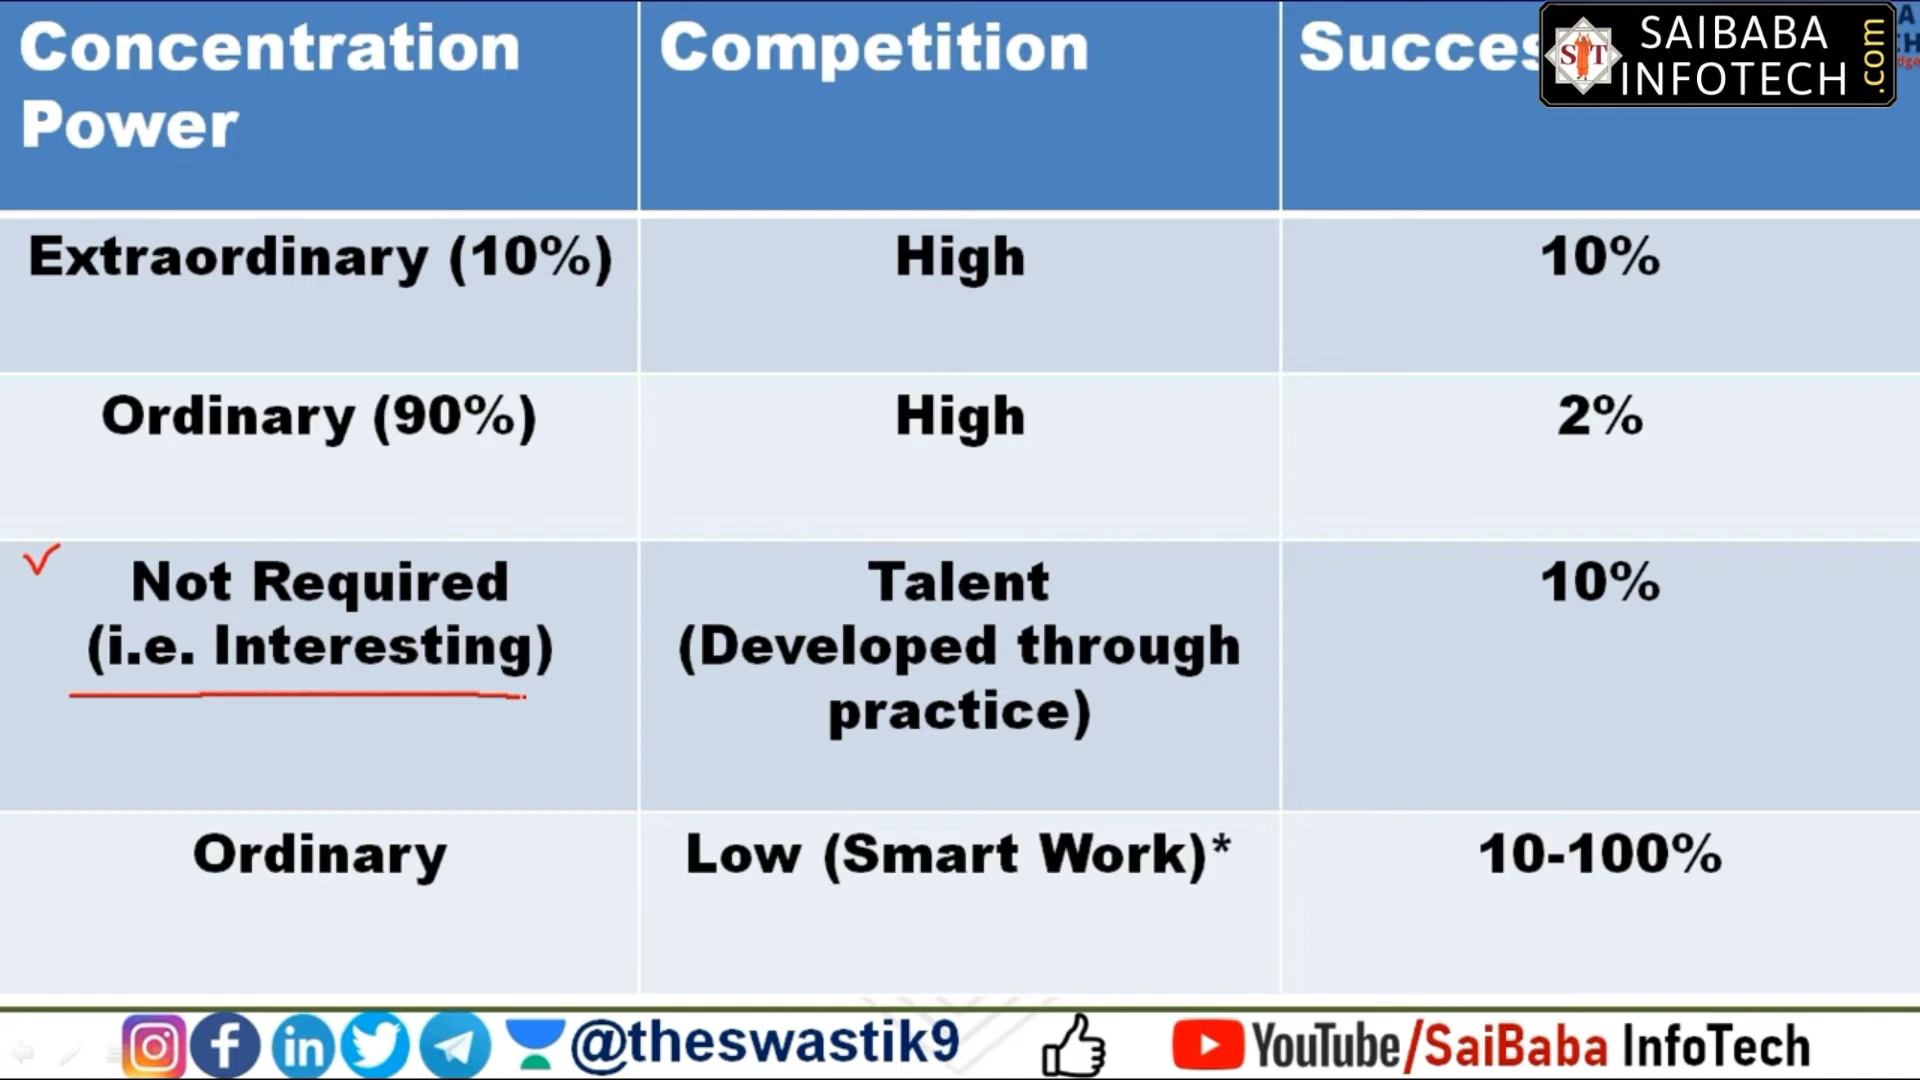 Concentration Power
Competition
Succes
SAIBABA
INFOTECH
.com
SIT
Extraordinary (10%)
High
10%
Ordinary (90%)
High
2%
Not Required
(i.e. Interesting)
Talent
(Developed through
practice)
10%
Ordinary
Low (Smart Work)*
10-100%
@theswastik9
YouTube/SaiBaba InfoTech